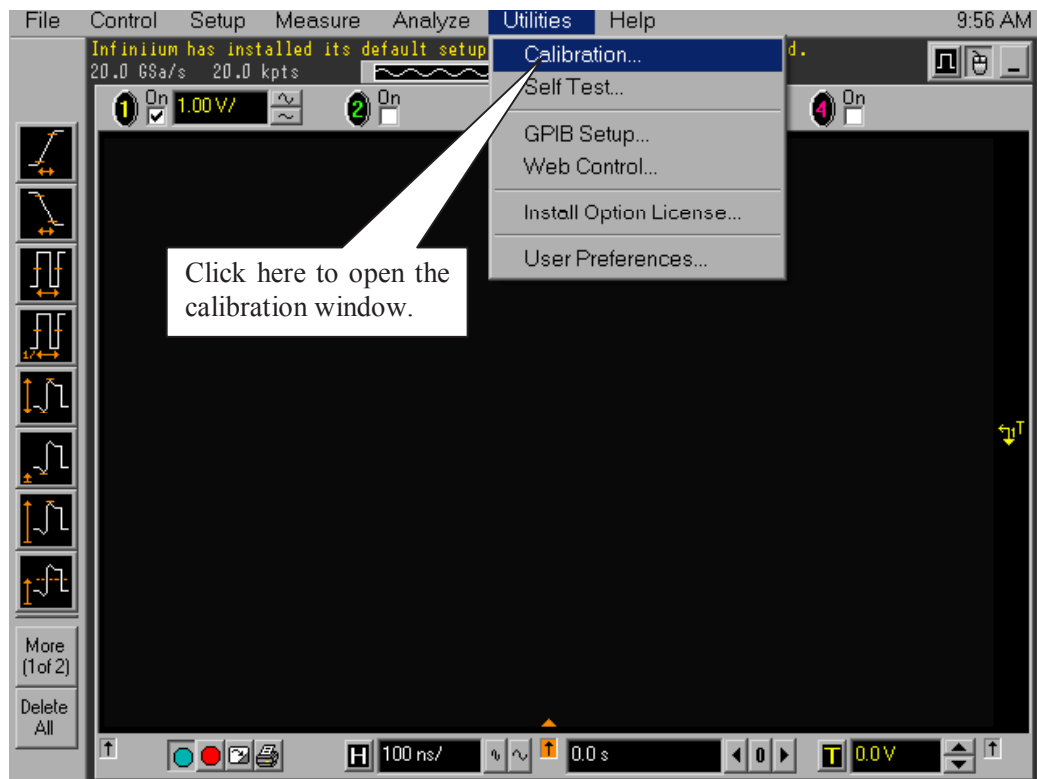 File Control Setup Measure Analyze Utilities Help 9:56 AM
Infiniium has installed its default setup d.
20.0 GSa/s 20.0 kpts
1 On 1.00 V/ 2 On 4 On
Calibration...
Self Test...
GPIB Setup...
Web Control...
Install Option License...
User Preferences...
Click here to open the
calibration window.
1/
T
More
(1of 2)
Delete
All
H 100 ns/ 0.0 s 0 T 0.0 V